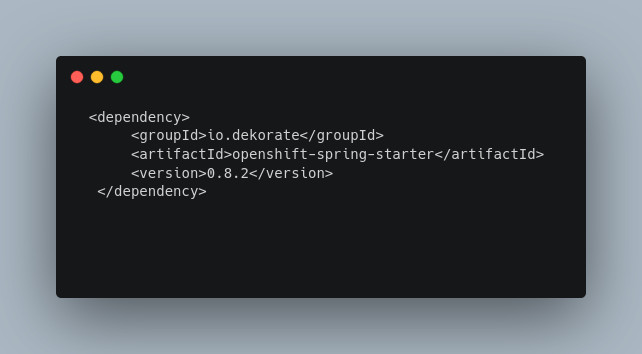 <dependency>
<groupId>io.dekorate</groupId>
<artifactId>openshift-spring-starter</artifactId>
<version>0.8.2</version>
</dependency>